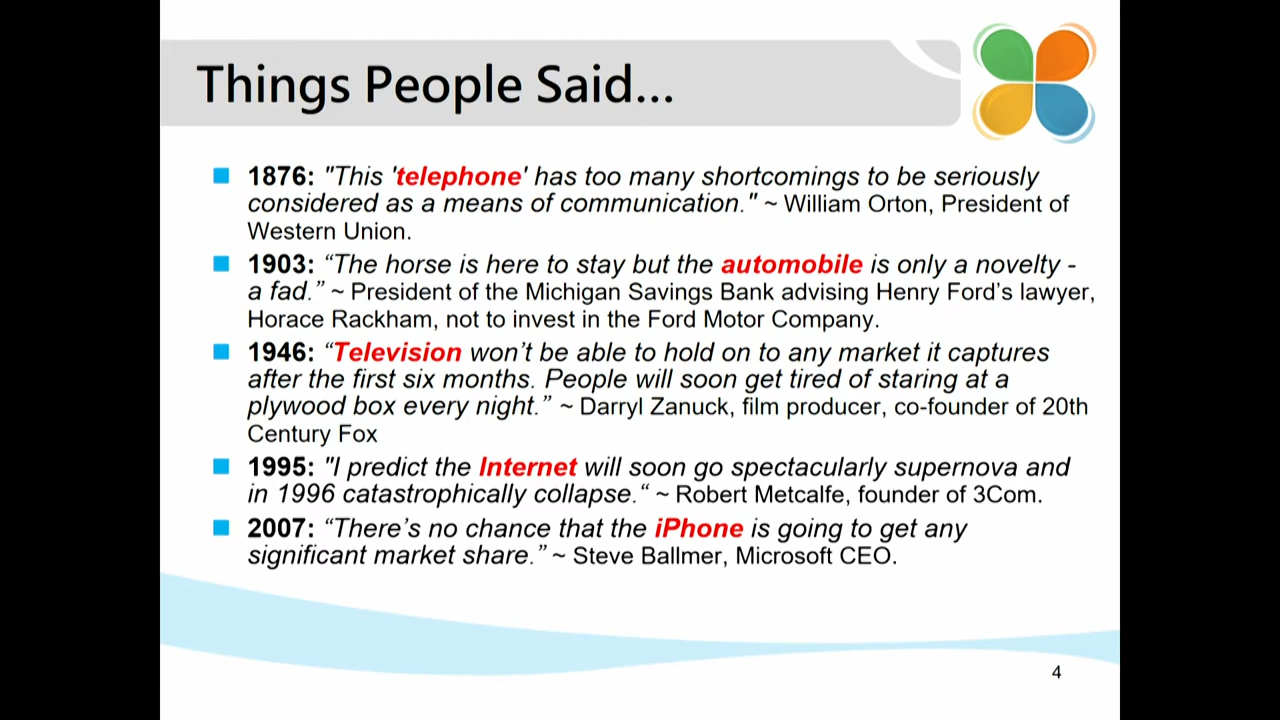 Things People Said...
1876: "This 'telephone' has too many shortcomings to be seriously
considered as a means of communication." ~ William Orton, President of
Western Union.
1903: “The horse is here to stay but the automobile is only a novelty -
a fad.” ~ President of the Michigan Savings Bank advising Henry Ford’s lawyer,
Horace Rackham, not to invest in the Ford Motor Company.
1946: “Television won’t be able to hold on to any market it captures
after the first six months. People will soon get tired of staring at a
plywood box every night.” ~ Darryl Zanuck, film producer, co-founder of 20th
Century Fox
1995: "I predict the Internet will soon go spectacularly supernova and
in 1996 catastrophically collapse.“ ~ Robert Metcalfe, founder of 3Com.
2007: “There’s no chance that the iPhone is going to get any
significant market share.” ~ Steve Ballmer, Microsoft CEO.
4